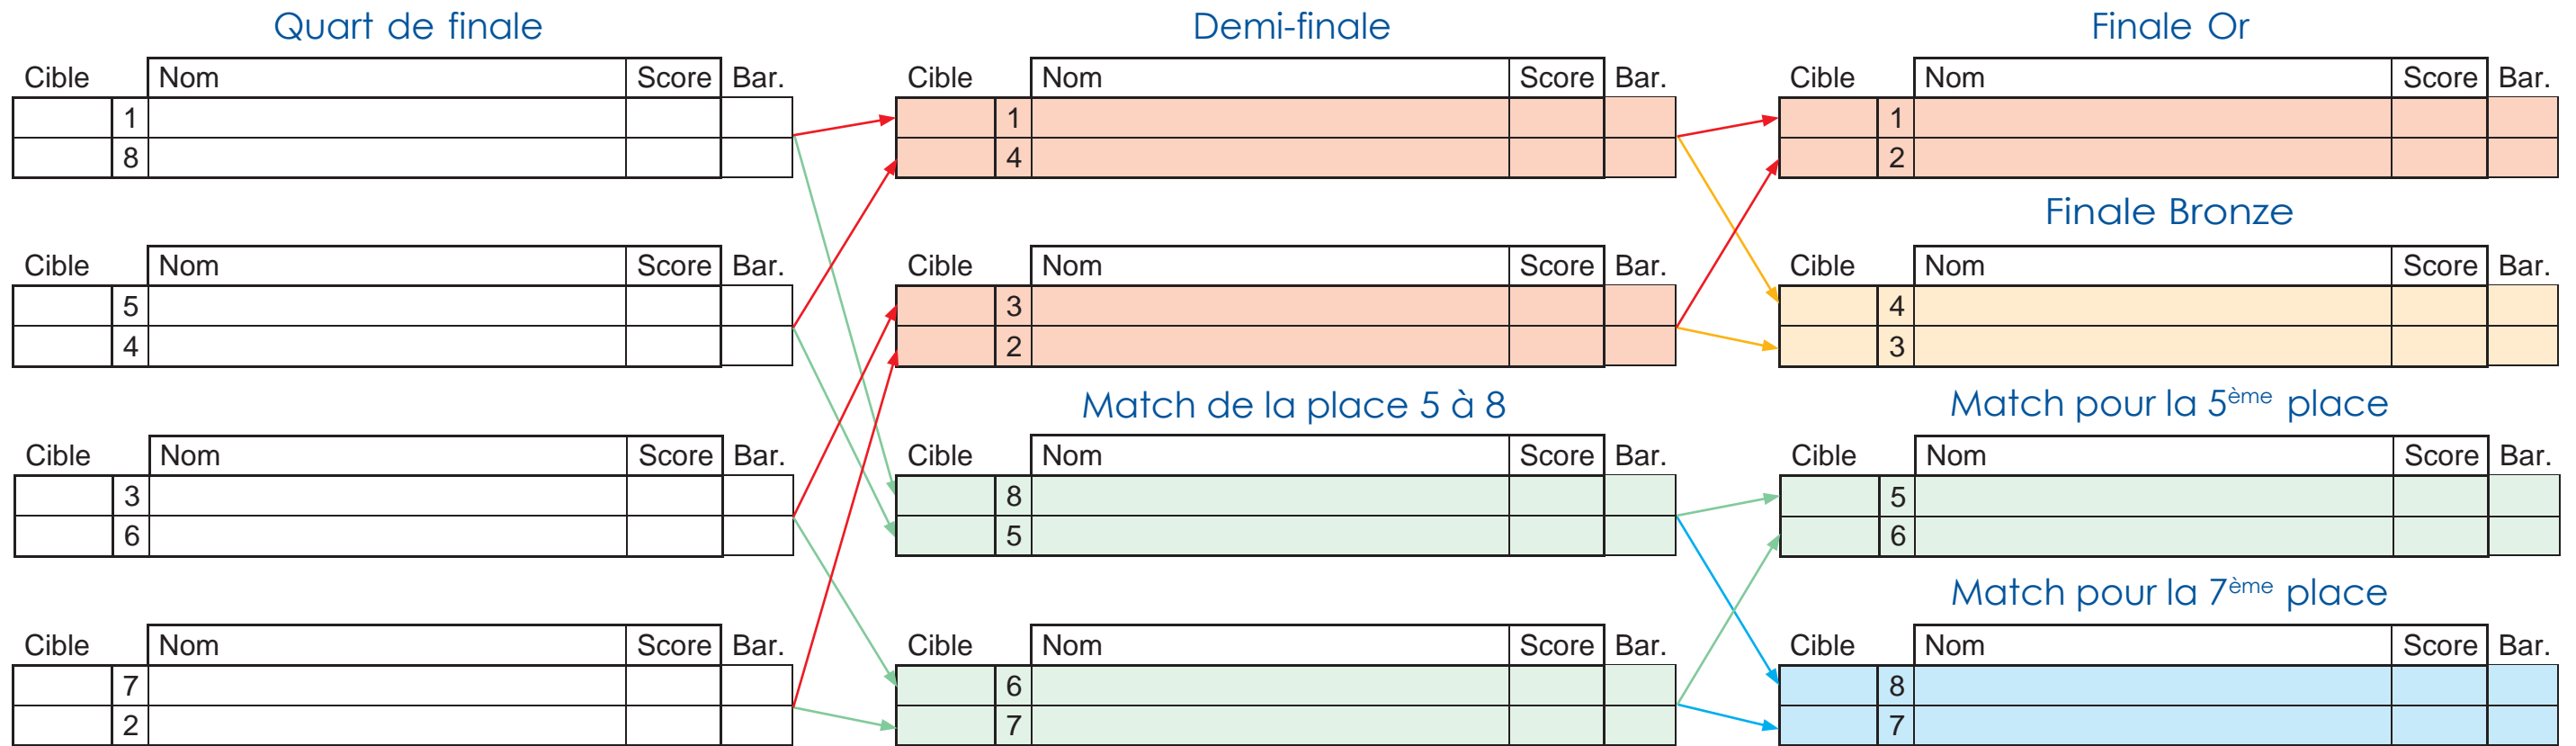 Quart de finale Demi-finale Finale Or
Cible Nom Score Bar. Cible Nom Score Bar. Cible Nom Score Bar.
1 1 1
8 4 2
Finale Bronze
Cible Nom Score Bar. Cible Nom Score Bar. Cible Nom Score Bar.
5 3 4
4 2 3
Match de la place 5 à 8 Match pour la 5ème place
Cible Nom Score Bar. Cible Nom Score Bar. Cible Nom Score Bar.
3 8 5
6 5 6
Match pour la 7ème place
Cible Nom Score Bar. Cible Nom Score Bar. Cible Nom Score Bar.
7 6 8
2 7 7